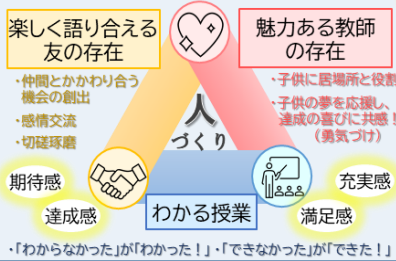 楽しく語り合える
友の存在
・仲間とかかわり合う
機会の創出
・感情交流
・切磋琢磨
魅力ある教師
の存在
・子供に居場所と役割
・子供の夢を応援し、
達成の喜びに共感！
（勇気づけ）
人
づくり
期待感
達成感
わかる授業
充実感
満足感
・「わからなかった」が「わかった！」・「できなかった」が「できた！」